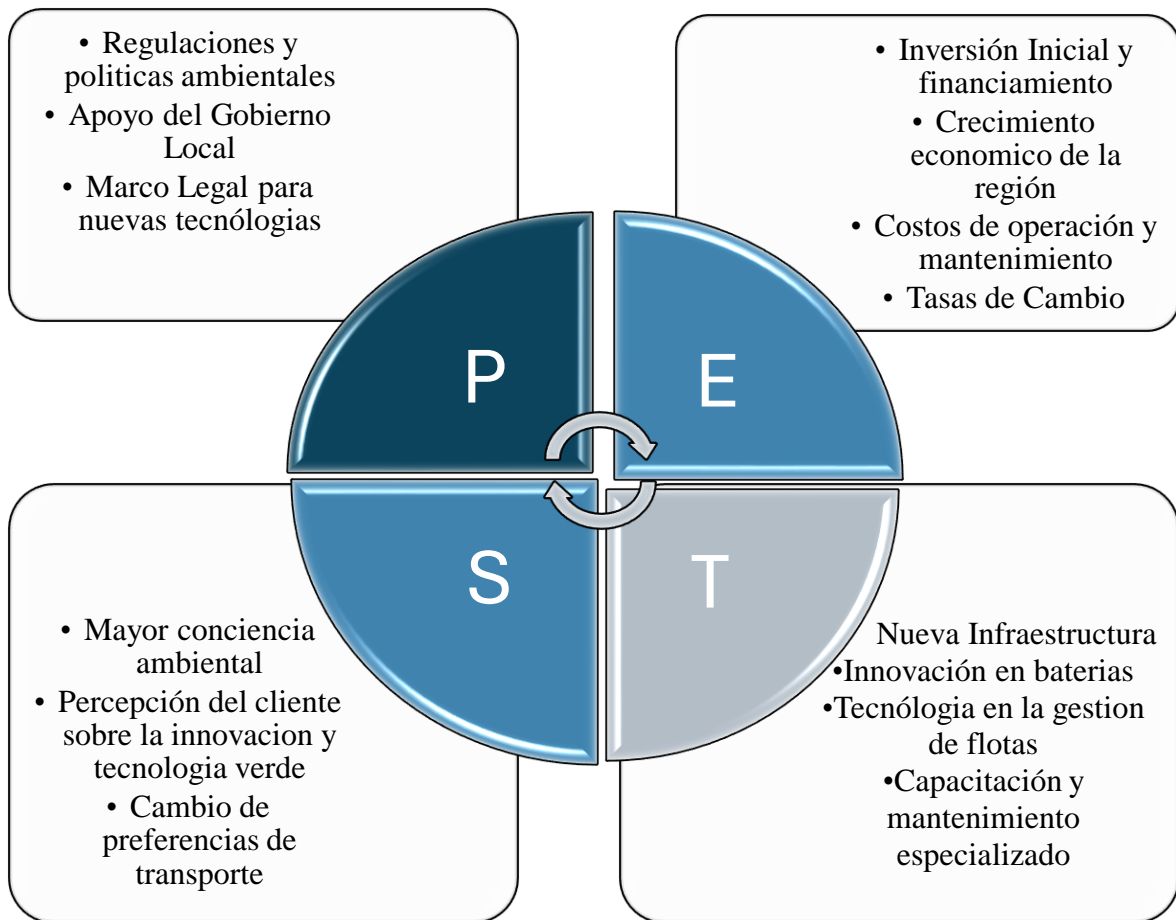 • Regulaciones y
politicas ambientales
• Apoyo del Gobierno
Local
• Marco Legal para
nuevas tecnólogias
• Inversión Inicial y
financiamiento
• Crecimiento
economico de la
región
• Costos de operación y
mantenimiento
• Tasas de Cambio
P
E
S
T
• Mayor conciencia
ambiental
• Percepción del cliente
sobre la innovacion y
tecnologia verde
• Cambio de
preferencias de
transporte
Nueva Infraestructura
•Innovación en baterias
•Tecnólogia en la gestion
de flotas
•Capacitación y
mantenimiento
especializado